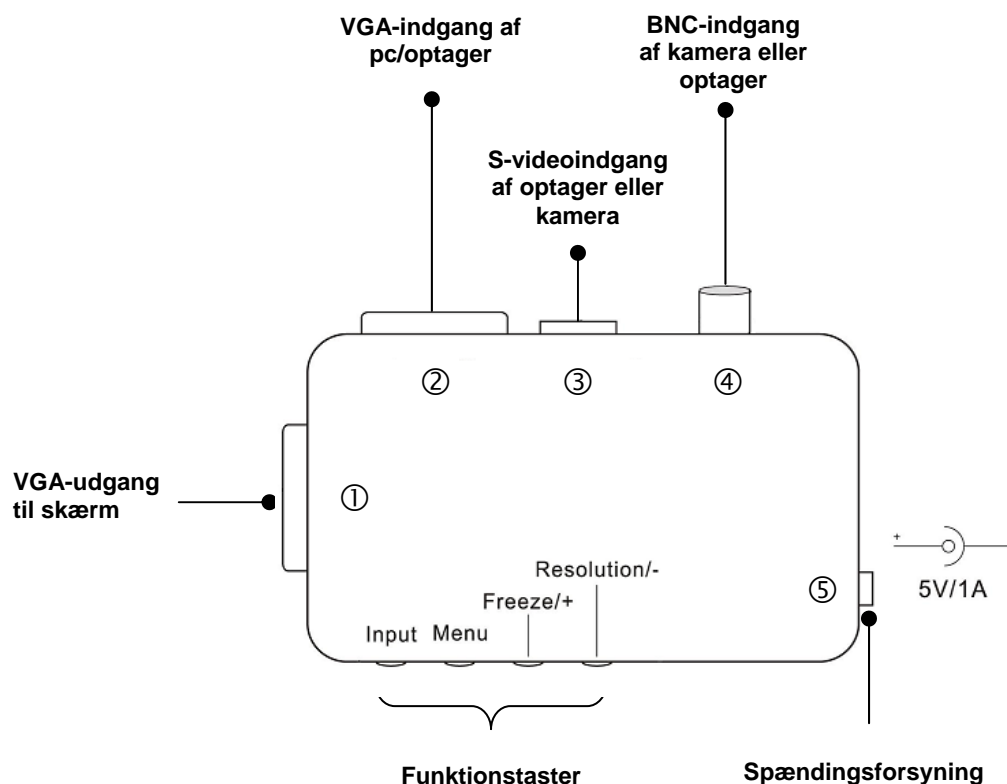 VGA-indgang af
pc/optager
BNC-indgang
af kamera eller
optager
S-videoindgang
af optager eller
kamera
②
③
④
VGA-udgang
til skærm
①
+
5V/1A
⑤
Resolution/-
Freeze/+
Input Menu
Funktionstaster
Spændingsforsyning